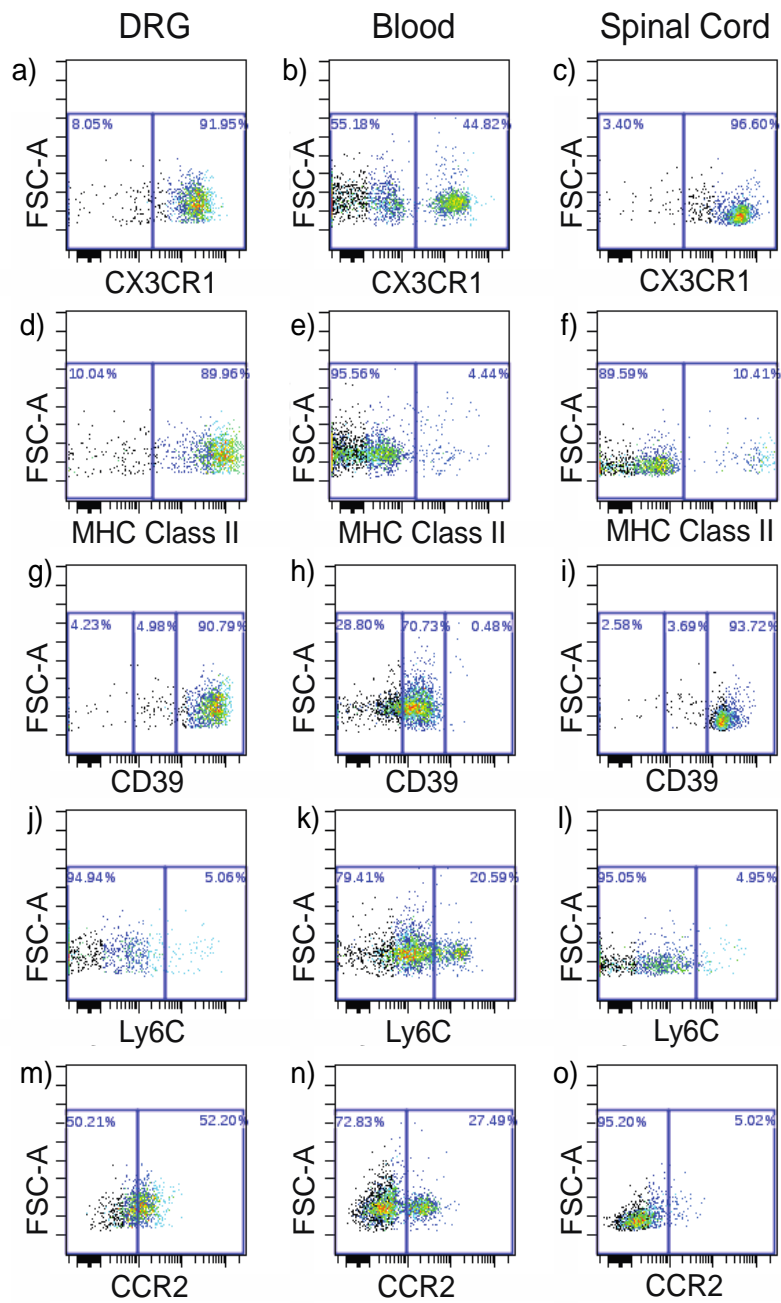 DRG Blood Spinal Cord
a) b) c)
8.05% 91.95% 55.18% 44.82% 3.40% 96.60%
FSC-A FSC-A FSC-A
CX3CR1 CX3CR1 CX3CR1
d) e) f)
10.04% 89.96% 95.56% 4.44% 89.59% 10.41%
FSC-A FSC-A FSC-A
MHC Class II MHC Class II MHC Class II
g) h) i)
4.23% 4.98% 90.79% 28.80% 70.73% 0.48% 2.58% 3.69% 93.72%
FSC-A FSC-A FSC-A
CD39 CD39 CD39
j) k) l)
94.94% 5.06% 79.41% 20.59% 95.05% 4.95%
FSC-A FSC-A FSC-A
Ly6C Ly6C Ly6C
m) n) o)
50.21% 52.20% 72.83% 27.49% 95.20% 5.02%
FSC-A FSC-A FSC-A
CCR2 CCR2 CCR2